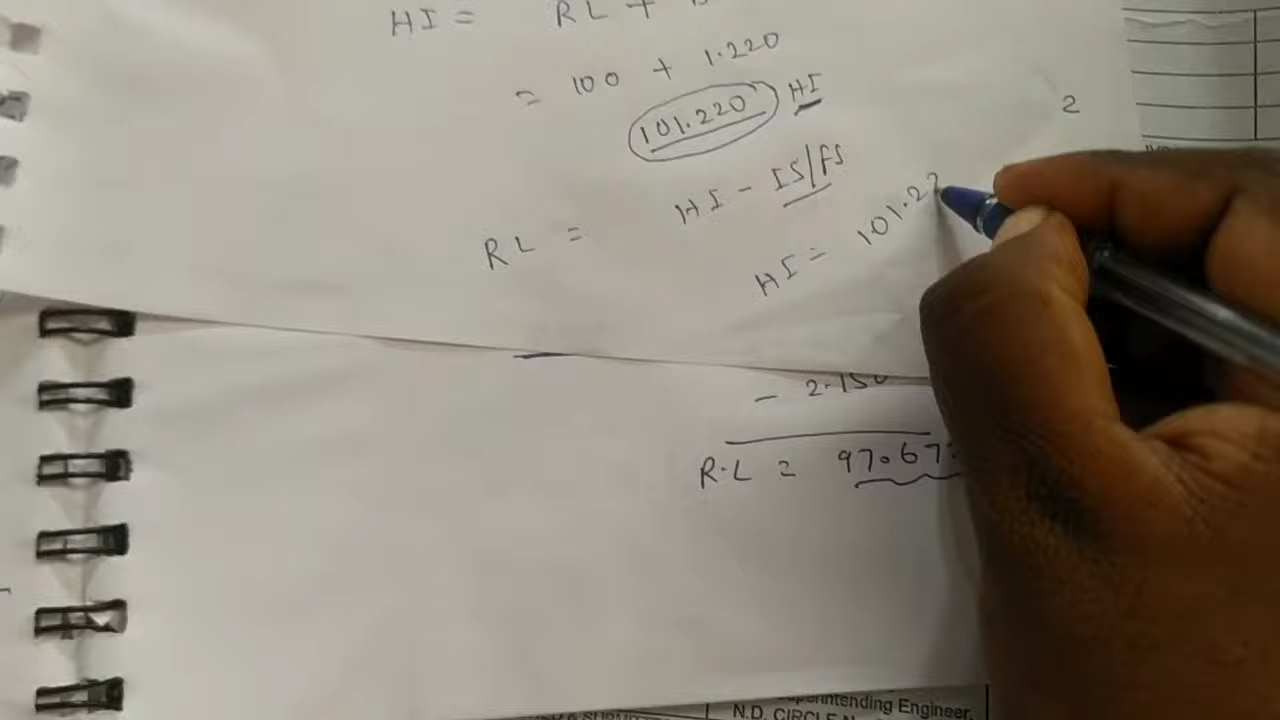 HI = RL +
= 100 + 1.220
101.220 HI
2
RL = HI - IS/FS
HI = 101.22
- 2.150
R.L = 97.67
Superintending Engineer,
N.D. CIRCLE